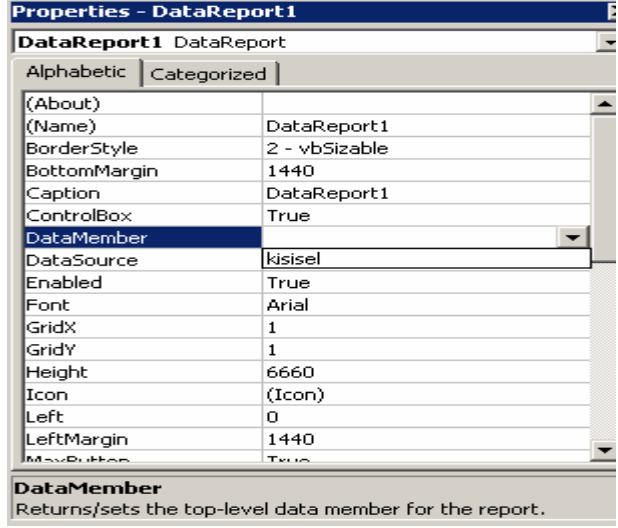 Properties - DataReport1
DataReport1 DataReport
Alphabetic Categorized
(About)
(Name) DataReport1
BorderStyle 2 - vbSizable
BottomMargin 1440
Caption DataReport1
ControlBox True
DataMember
DataSource kisisel
Enabled True
Font Arial
GridX 1
GridY 1
Height 6660
Icon (Icon)
Left 0
LeftMargin 1440
MaxButton True
DataMember
Returns/sets the top-level data member for the report.